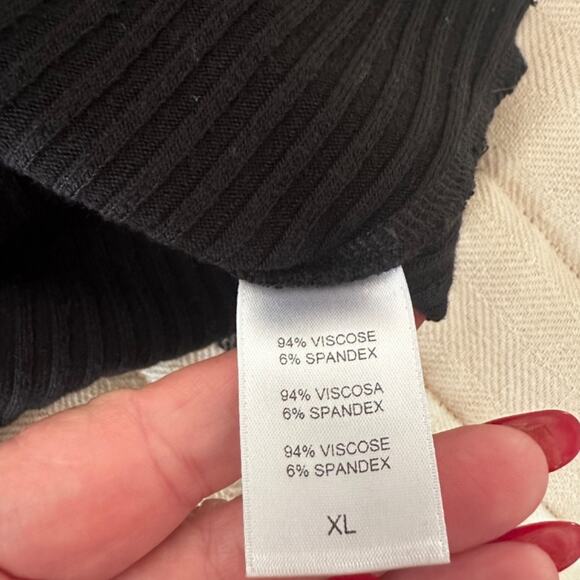 94% VISCOSE
6% SPANDEX
94% VISCOSA
6% SPANDEX
94% VISCOSE
6% SPANDEX
XL